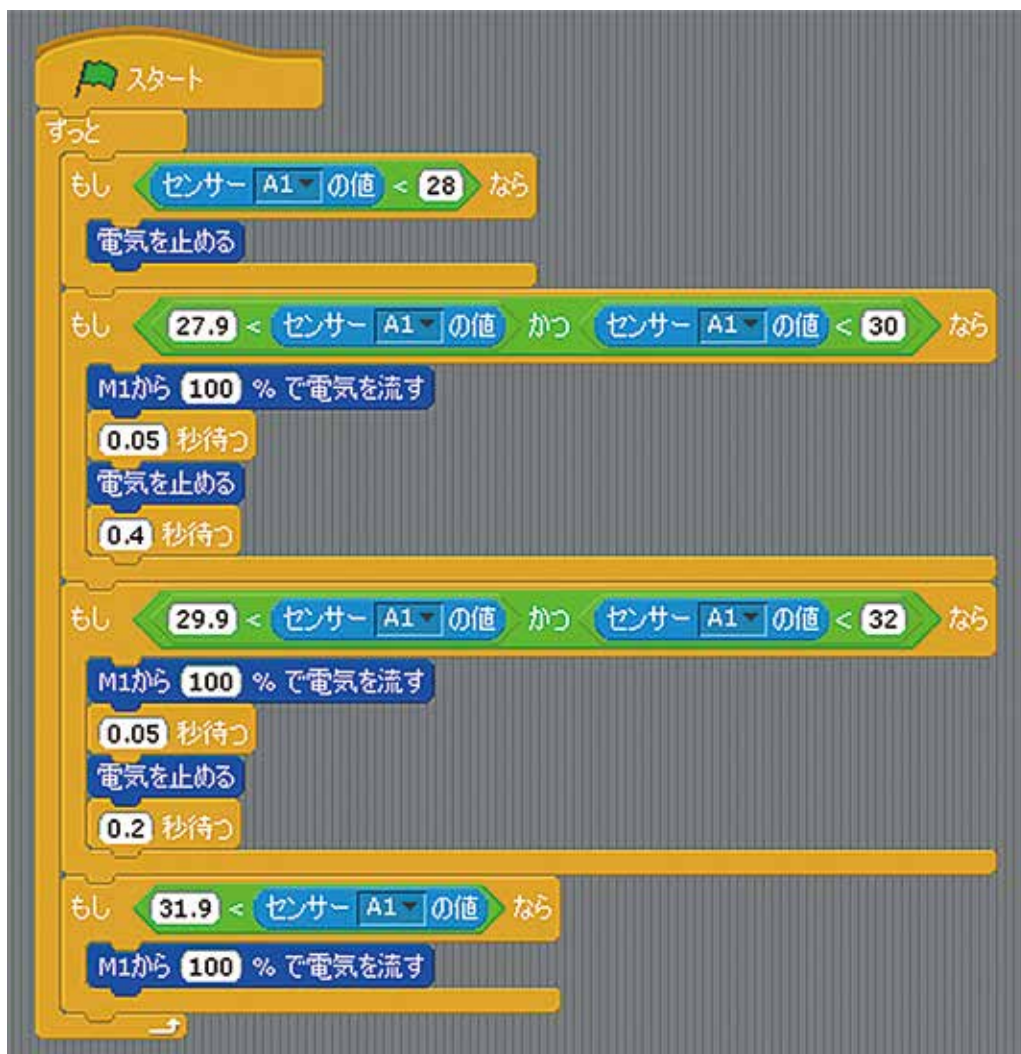 スタート
ずっと
もし センサー A1 の値 < 28 なら
電気を止める
もし 27.9 < センサー A1 の値 かつ センサー A1 の値 < 30 なら
M1から 100 % で電気を流す
0.05 秒待つ
電気を止める
0.4 秒待つ
もし 29.9 < センサー A1 の値 かつ センサー A1 の値 < 32 なら
M1から 100 % で電気を流す
0.05 秒待つ
電気を止める
0.2 秒待つ
もし 31.9 < センサー A1 の値 なら
M1から 100 % で電気を流す